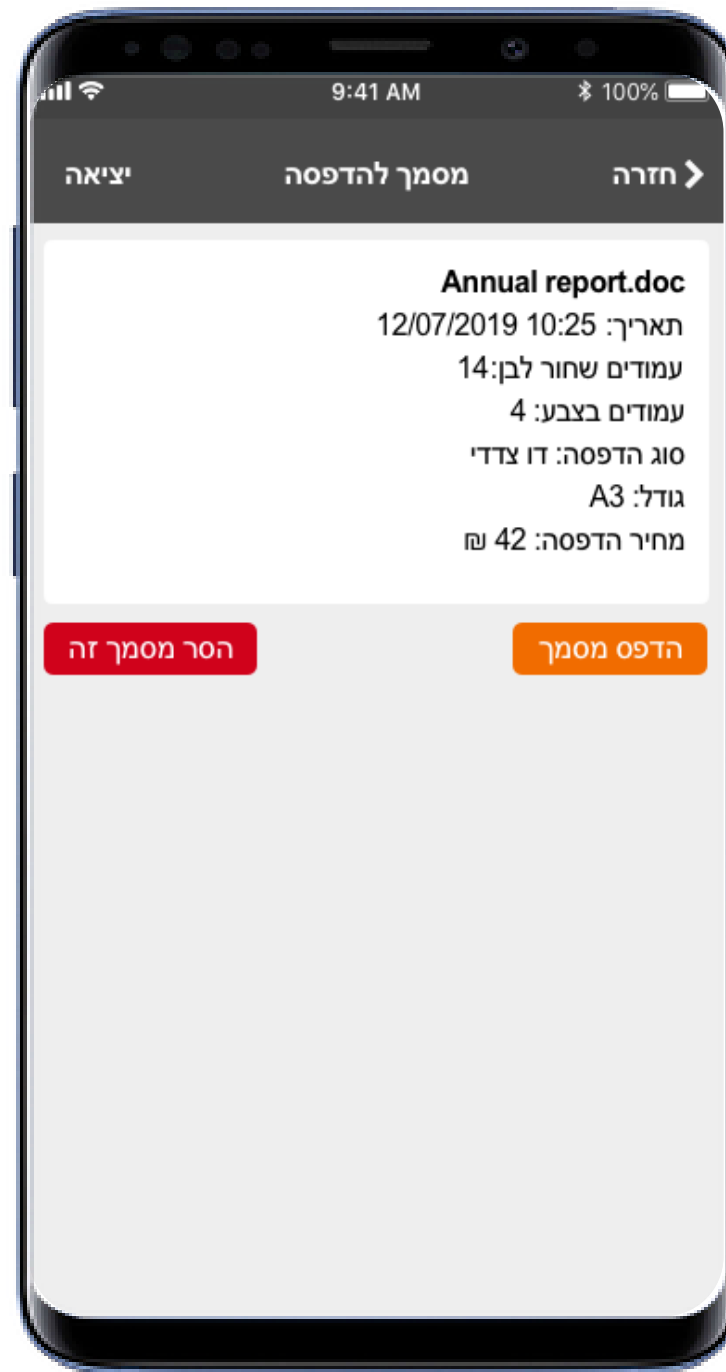 9:41 AM 100%
חזרה מסמך להדפסה יציאה
Annual report.doc
תאריך: 12/07/2019 10:25
עמודים שחור לבן:14
עמודים בצבע: 4
סוג הדפסה: דו צדדי
גודל: A3
מחיר הדפסה: 42 ₪
הדפס מסמך הסר מסמך זה